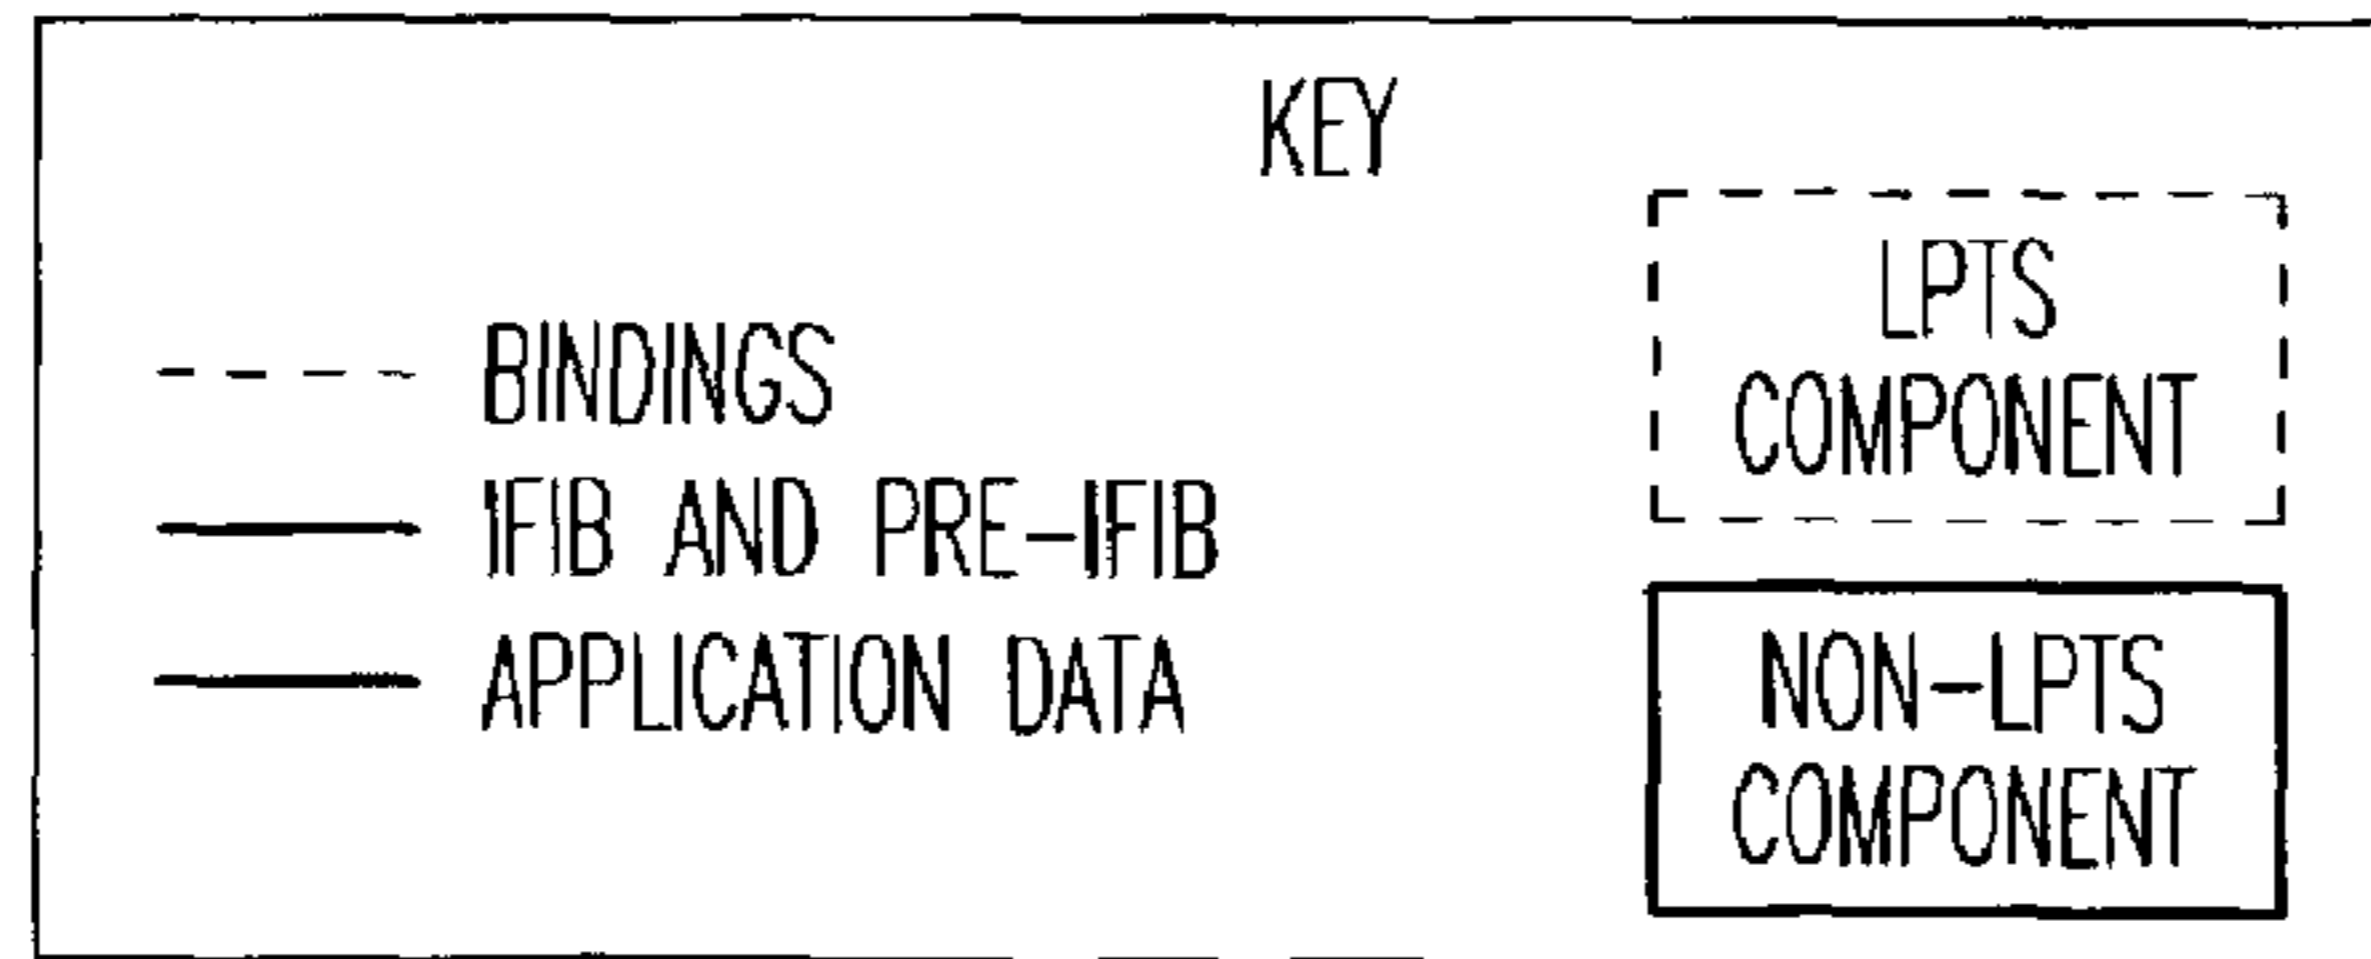 KEY
BINDINGS
IFIB AND PRE-IFIB
APPLICATION DATA
LPTS
COMPONENT
NON-LPTS
COMPONENT